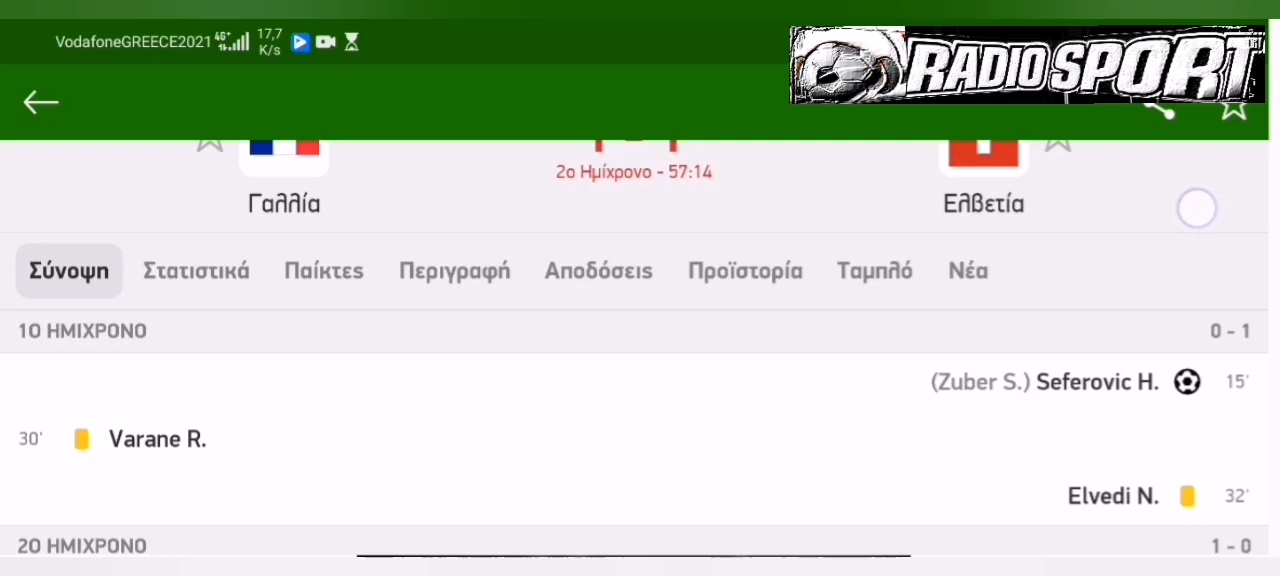 VodafoneGREECE2021 4G+ 17,7 K/s
RADIO SPORT
2ο Ημίχρονο - 57:14
Γαλλία
Ελβετία
Σύνοψη Στατιστικά Παίκτες Περιγραφή Αποδόσεις Προϊστορία Ταμπλό Νέα
1Ο ΗΜΙΧΡΟΝΟ 0 - 1
(Zuber S.) Seferovic H. 15'
30' Varane R.
Elvedi N. 32'
2Ο ΗΜΙΧΡΟΝΟ 1 - 0